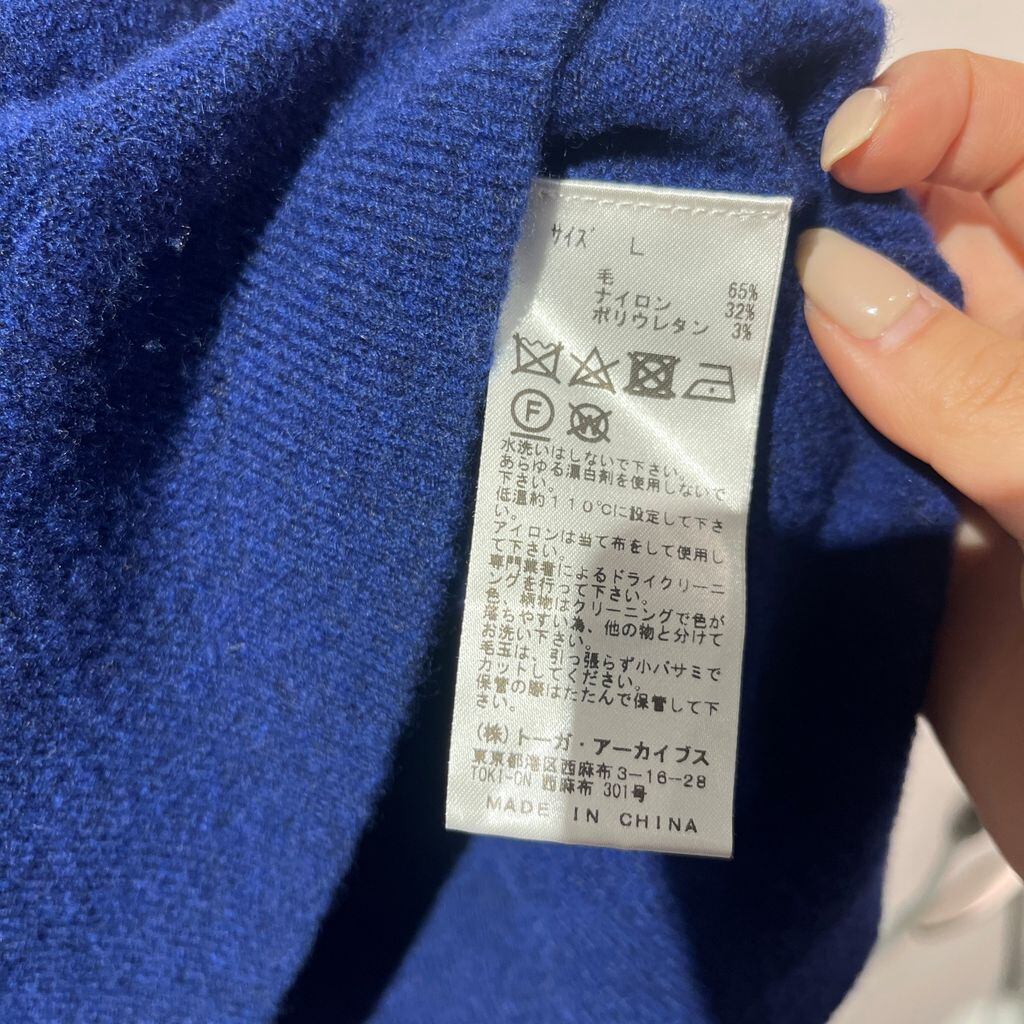 サイズ L
毛 65%
ナイロン 32%
ポリウレタン 3%
F
W
水洗いはしないで下さい。
あらゆる漂白剤を使用しないで
下さい。
低温約110℃に設定して下さ
い。
アイロンは当て布をして使用し
て下さい。
専門業者によるドライクリーニ
ングを行って下さい。
色、柄物はクリーニングで色が
落ちやすい為、他の物と分けて
お洗い下さい。
毛玉は、引っ張らず小バサミで
カットしてください。
保管の際はたたんで保管して下
さい。
(株)トーガ・アーカイブス
東京都港区西麻布3-16-28
TOKI-ON 西麻布 301号
MADE IN CHINA